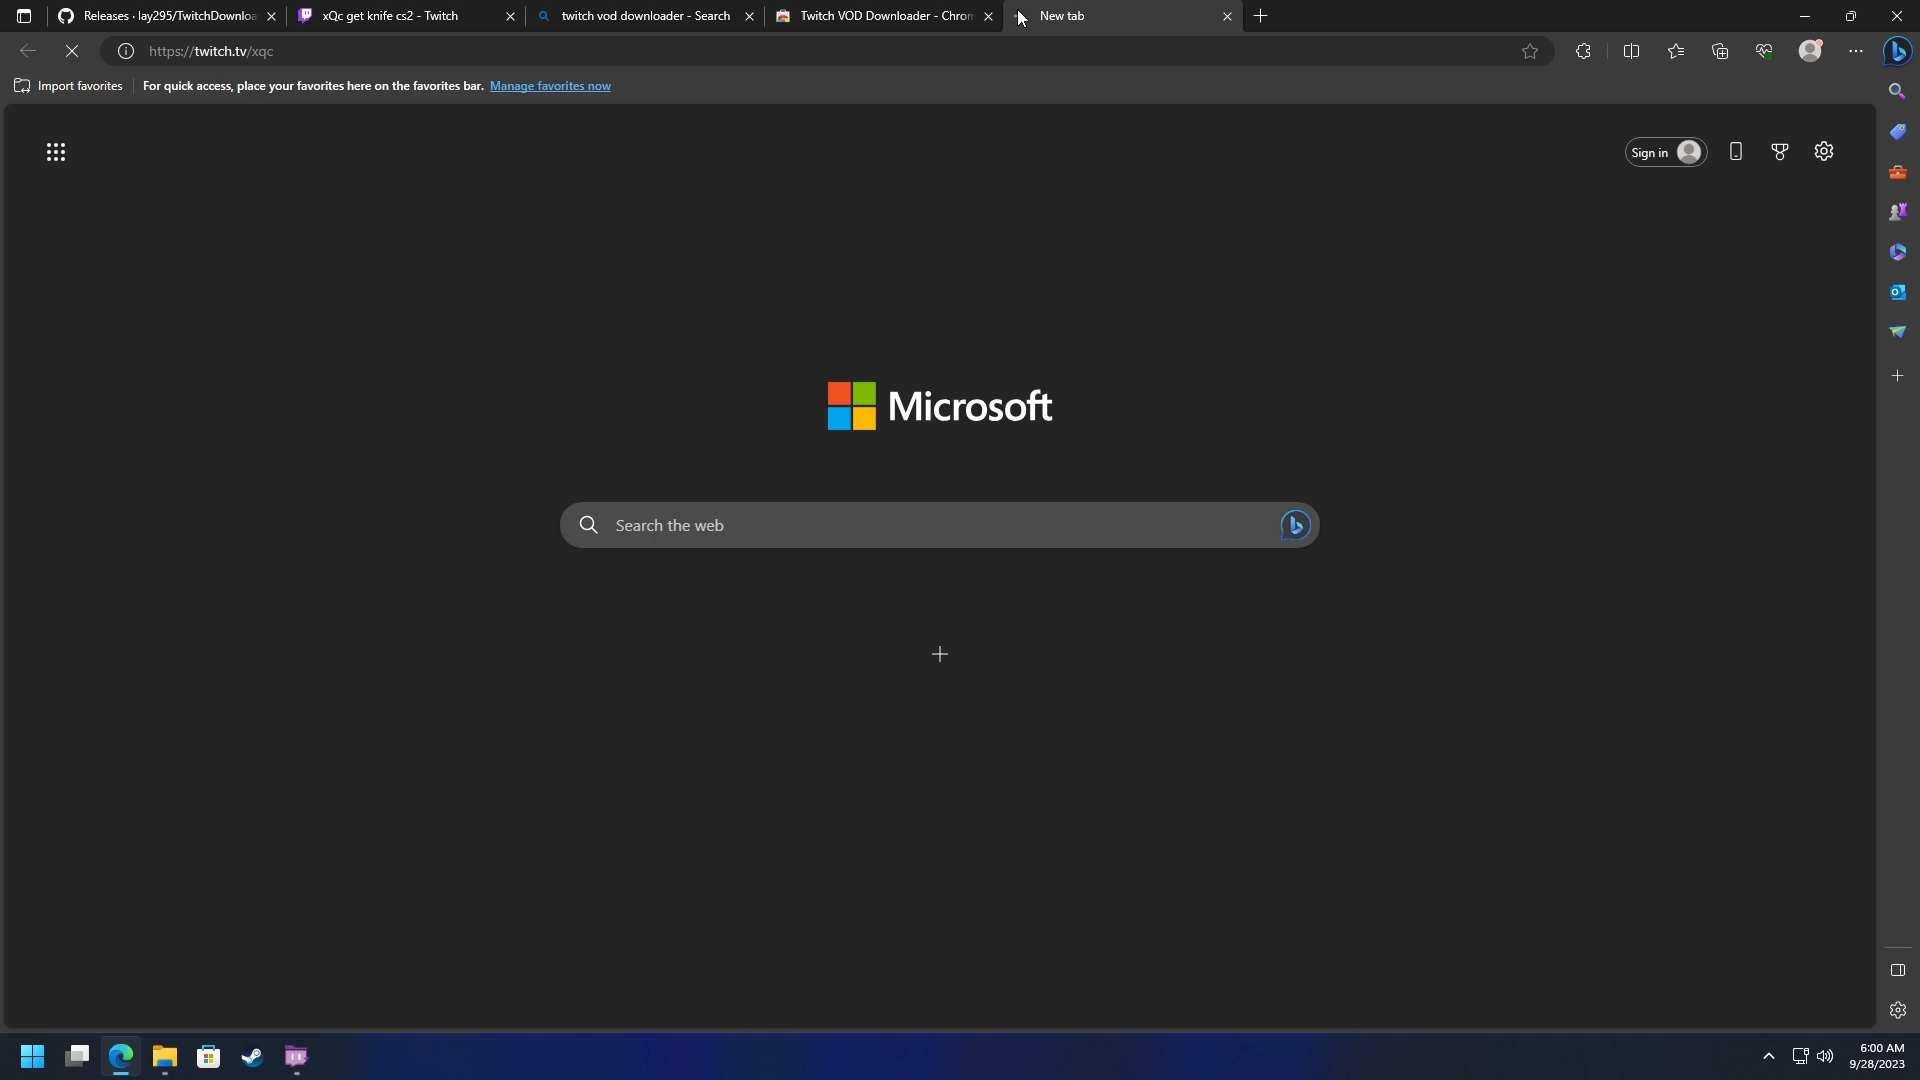 Releases · lay295/TwitchDownloa
xQc get knife cs2 - Twitch
twitch vod downloader - Search
Twitch VOD Downloader - Chrom
New tab
https://twitch.tv/xqc
Import favorites
For quick access, place your favorites here on the favorites bar. Manage favorites now
Sign in
Microsoft
Search the web
6:00 AM
9/28/2023